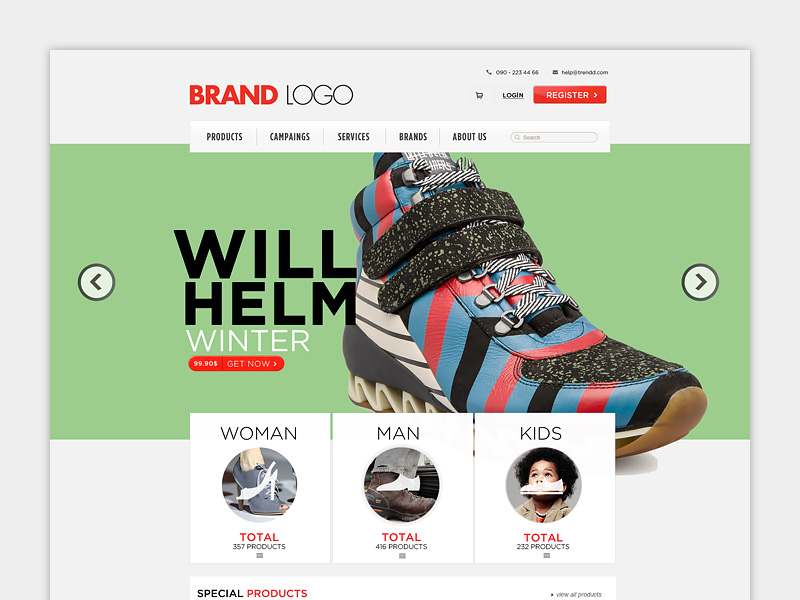 090 - 223 44 66
help@trendd.com
BRAND LOGO
LOGİN
REGISTER
PRODUCTS
CAMPAINGS
SERVICES
BRANDS
ABOUT US
Search
WILL
HELM
WINTER
99.90$ GET NOW
WOMAN
TOTAL
357 PRODUCTS
MAN
TOTAL
416 PRODUCTS
KIDS
TOTAL
232 PRODUCTS
SPECIAL PRODUCTS
view all products